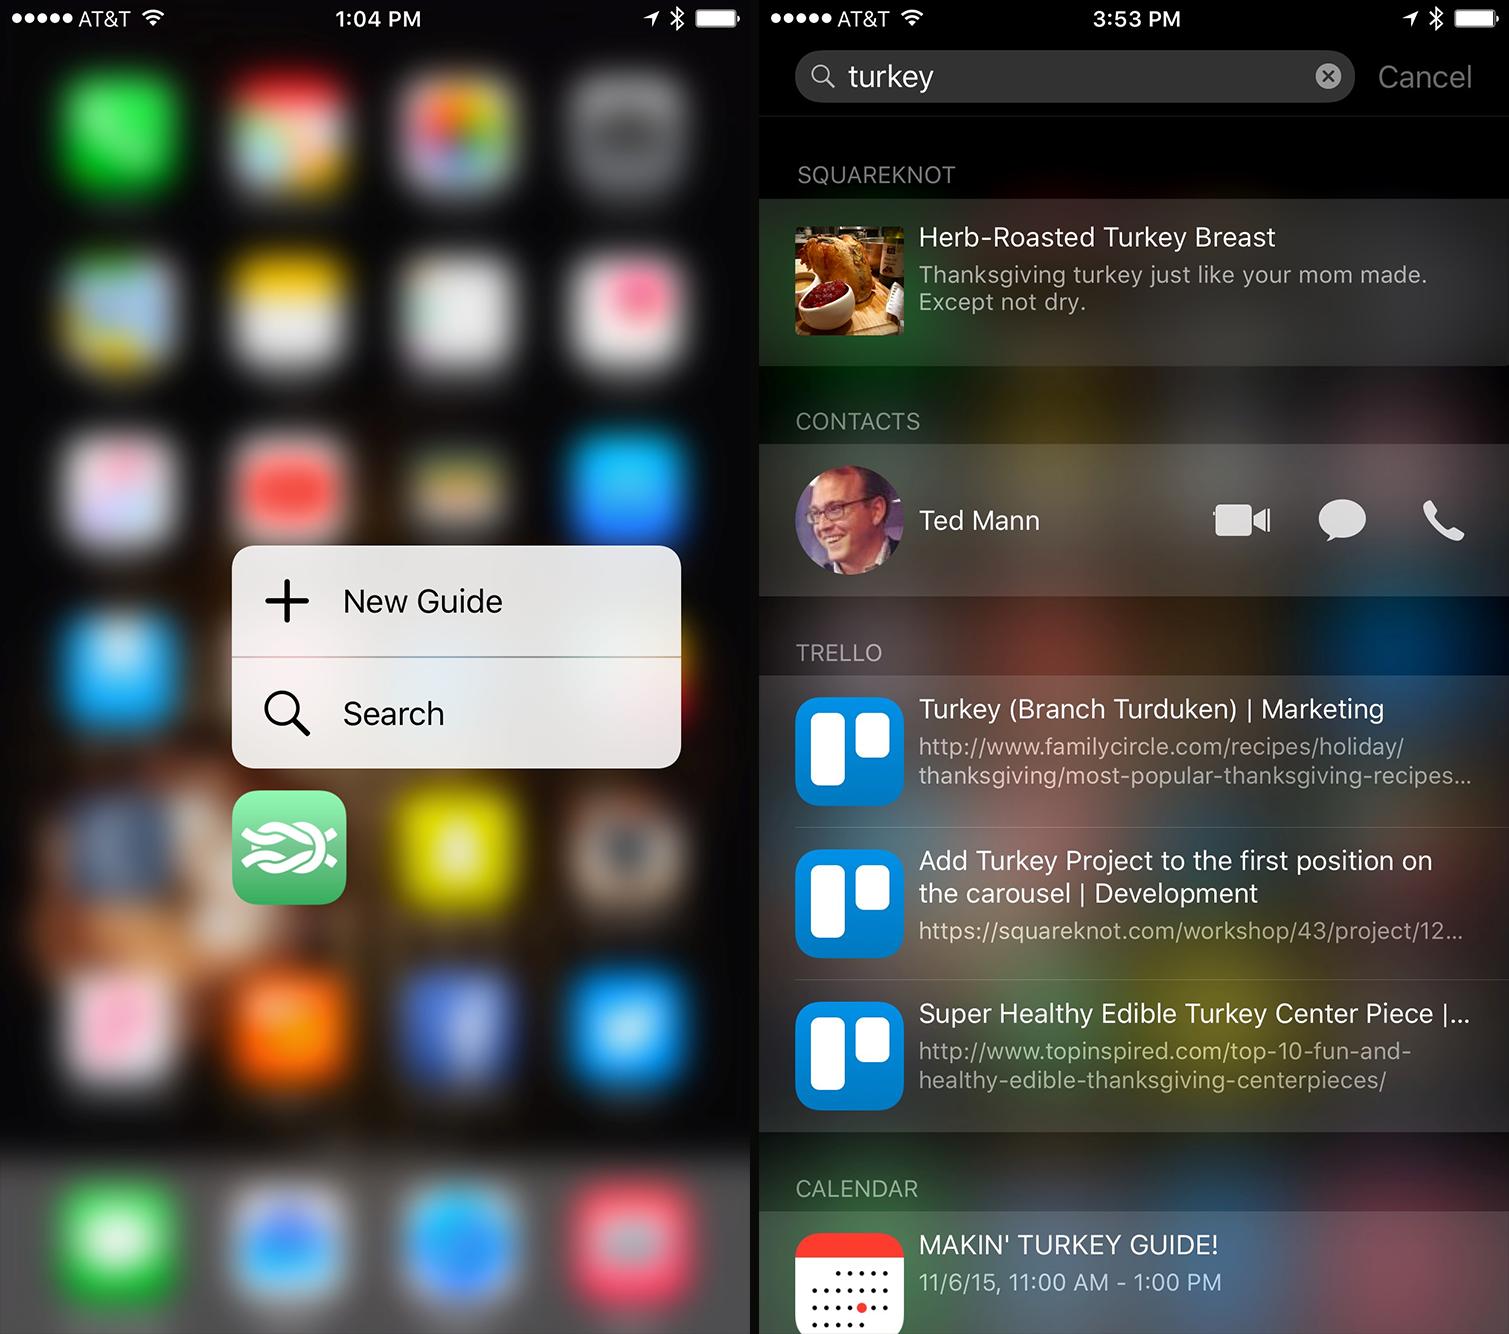 AT&T
1:04 PM
New Guide
Search
AT&T
3:53 PM
turkey
Cancel
SQUAREKNOT
Herb-Roasted Turkey Breast
Thanksgiving turkey just like your mom made.
Except not dry.
CONTACTS
Ted Mann
TRELLO
Turkey (Branch Turduken) | Marketing
http://www.familycircle.com/recipes/holiday/
thanksgiving/most-popular-thanksgiving-recipes...
Add Turkey Project to the first position on
the carousel | Development
https://squareknot.com/workshop/43/project/12...
Super Healthy Edible Turkey Center Piece |...
http://www.topinspired.com/top-10-fun-and-
healthy-edible-thanksgiving-centerpieces/
CALENDAR
MAKIN' TURKEY GUIDE!
11/6/15, 11:00 AM - 1:00 PM